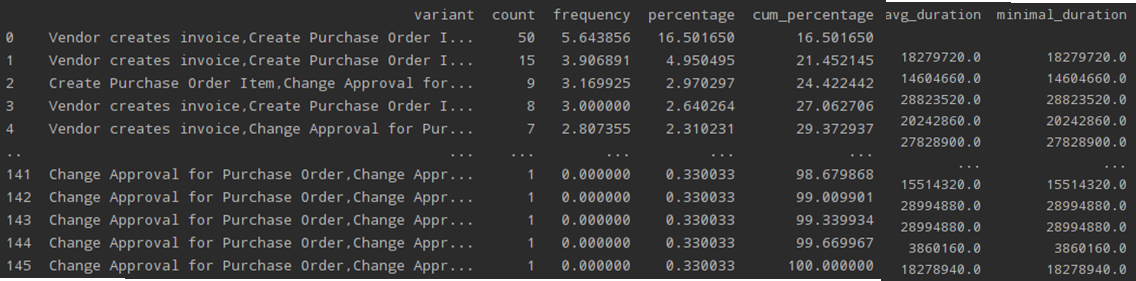 variant count frequency percentage cum_percentage avg_duration minimal_duration
0 Vendor creates invoice,Create Purchase Order I... 50 5.643856 16.501650 16.501650 18279720.0 18279720.0
1 Vendor creates invoice,Create Purchase Order I... 15 3.906891 4.950495 21.452145 14604660.0 14604660.0
2 Create Purchase Order Item,Change Approval for... 9 3.169925 2.970297 24.422442 28823520.0 28823520.0
3 Vendor creates invoice,Create Purchase Order I... 8 3.000000 2.640264 27.062706 20242860.0 20242860.0
4 Vendor creates invoice,Change Approval for Pur... 7 2.807355 2.310231 29.372937 27828900.0 27828900.0
.. ... ... ... ... ... ... ...
141 Change Approval for Purchase Order,Change Appr... 1 0.000000 0.330033 98.679868 15514320.0 15514320.0
142 Change Approval for Purchase Order,Change Appr... 1 0.000000 0.330033 99.009901 28994880.0 28994880.0
143 Change Approval for Purchase Order,Change Appr... 1 0.000000 0.330033 99.339934 28994880.0 28994880.0
144 Change Approval for Purchase Order,Change Appr... 1 0.000000 0.330033 99.669967 3860160.0 3860160.0
145 Change Approval for Purchase Order,Change Appr... 1 0.000000 0.330033 100.000000 18278940.0 18278940.0